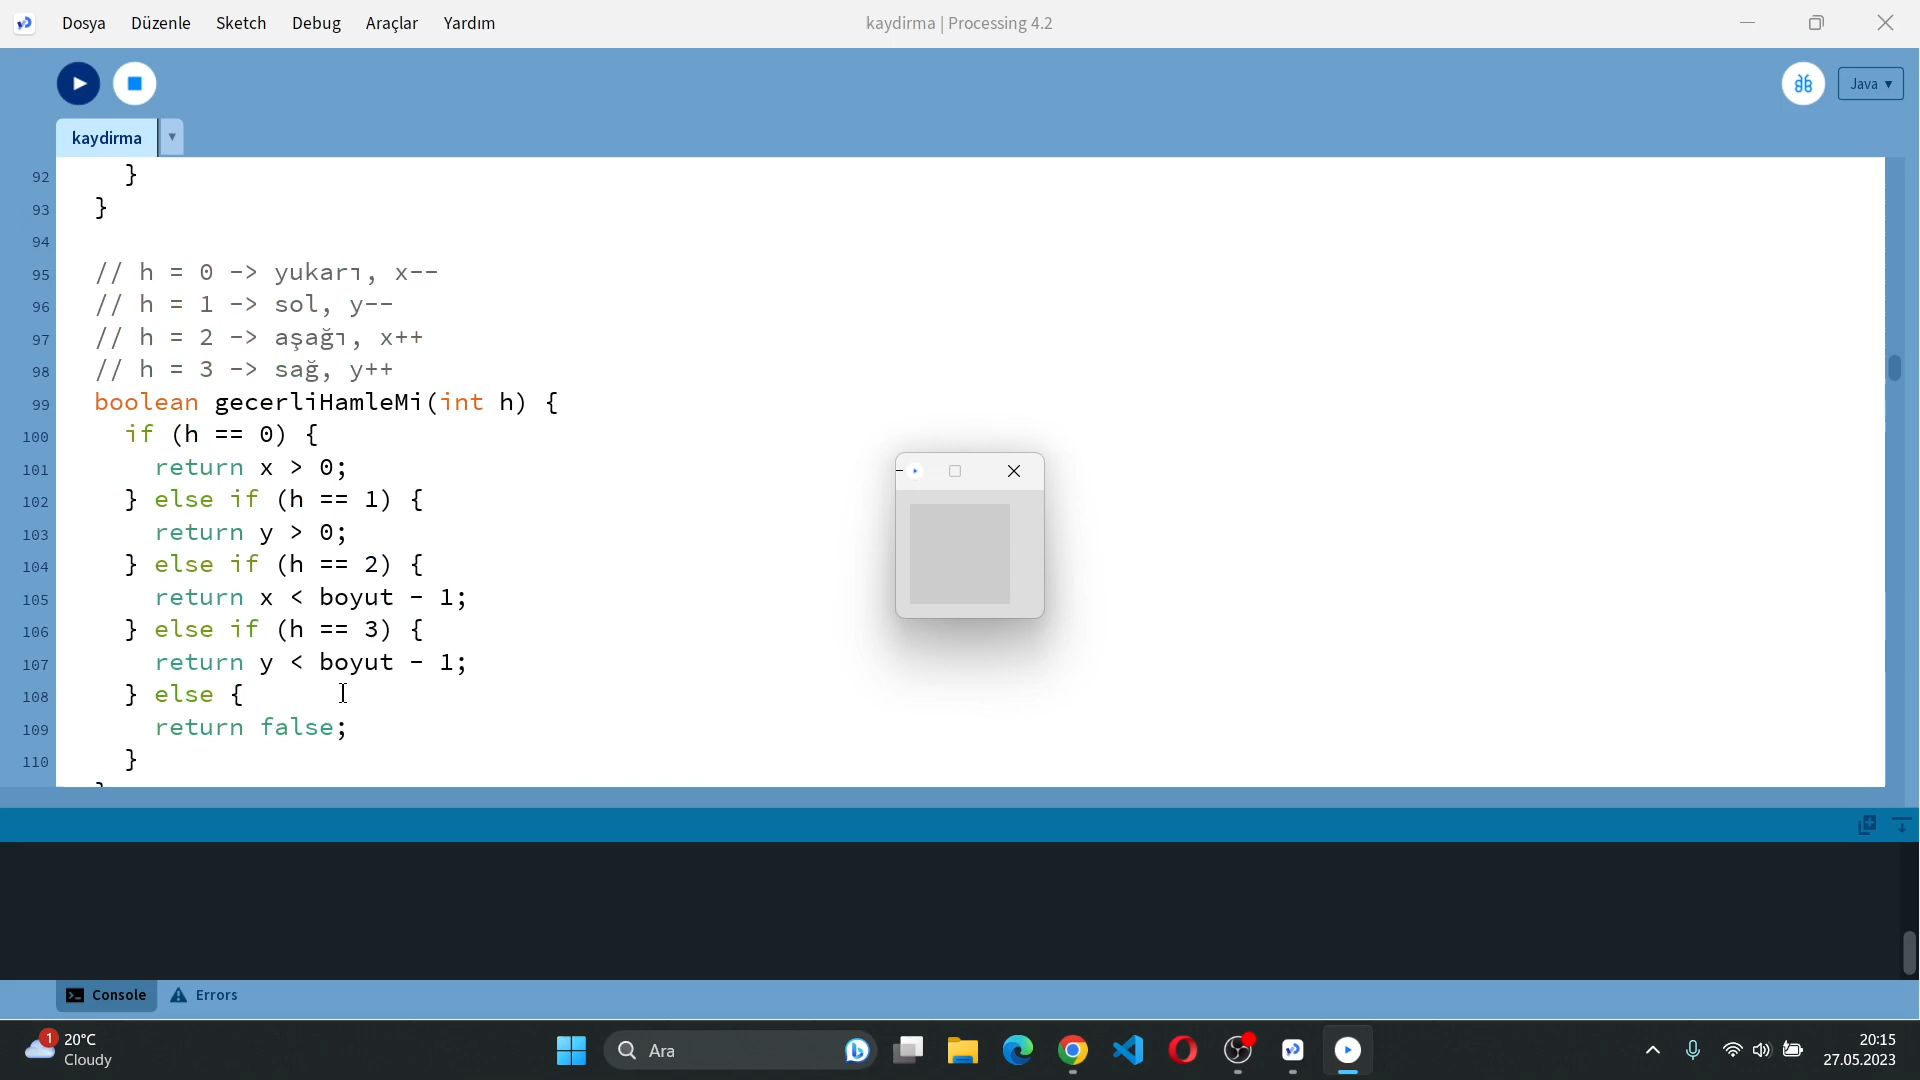 Dosya Düzenle Sketch Debug Araçlar Yardım
kaydirma | Processing 4.2
Java
kaydirma
92 }
93 }
94
95 // h = 0 -> yukarı, x--
96 // h = 1 -> sol, y--
97 // h = 2 -> aşağı, x++
98 // h = 3 -> sağ, y++
99 boolean gecerliHamleMi(int h) {
100 if (h == 0) {
101 return x > 0;
102 } else if (h == 1) {
103 return y > 0;
104 } else if (h == 2) {
105 return x < boyut - 1;
106 } else if (h == 3) {
107 return y < boyut - 1;
108 } else {
109 return false;
110 }
Console Errors
1
20°C
Cloudy
Ara
20:15
27.05.2023